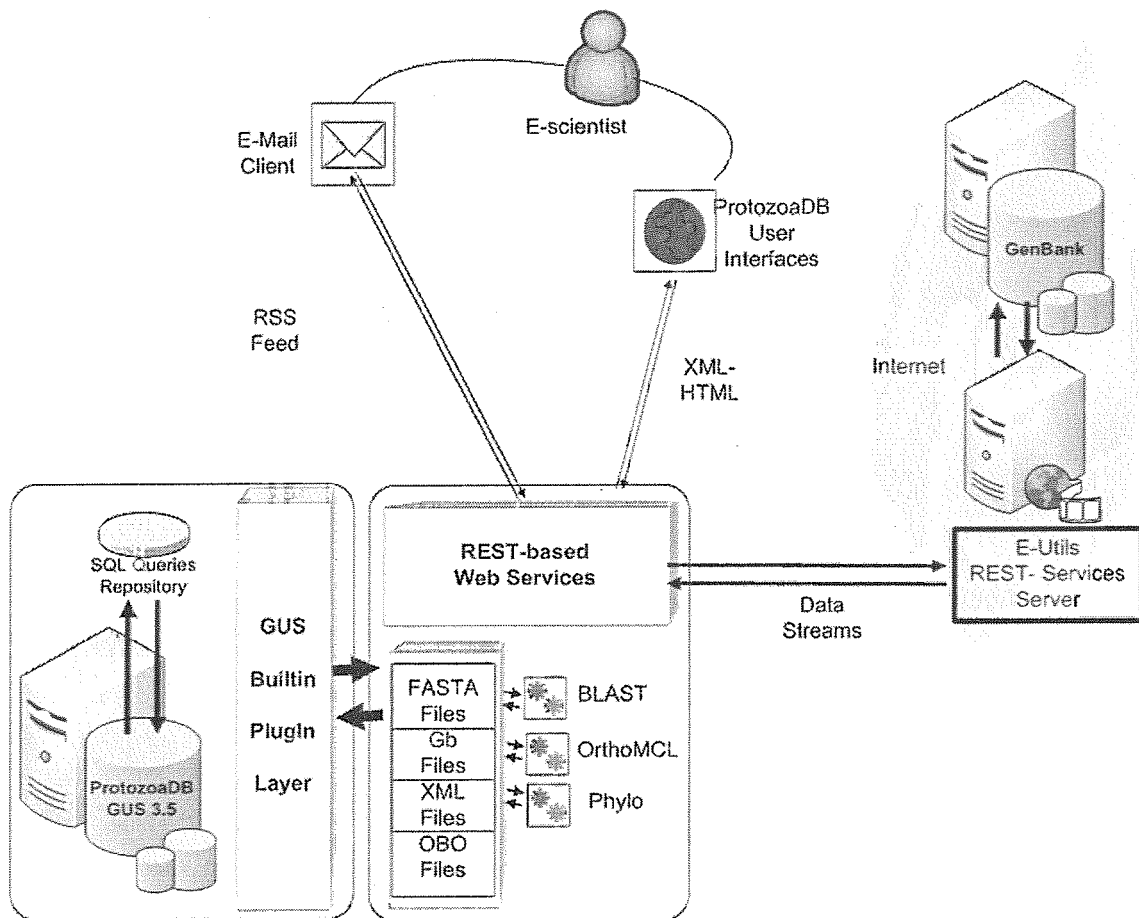 E-scientist
E-Mail
Client
ProtozoaDB
User
Interfaces
GenBank
RSS
Feed
XML-
HTML
Internet
SQL Queries
Repository
REST-based
Web Services
E-Utils
REST- Services
Server
Data
Streams
GUS
Builtin
PlugIn
Layer
ProtozoaDB
GUS 3.5
FASTA
Files
Gb
Files
XML
Files
OBO
Files
BLAST
OrthoMCL
Phylo